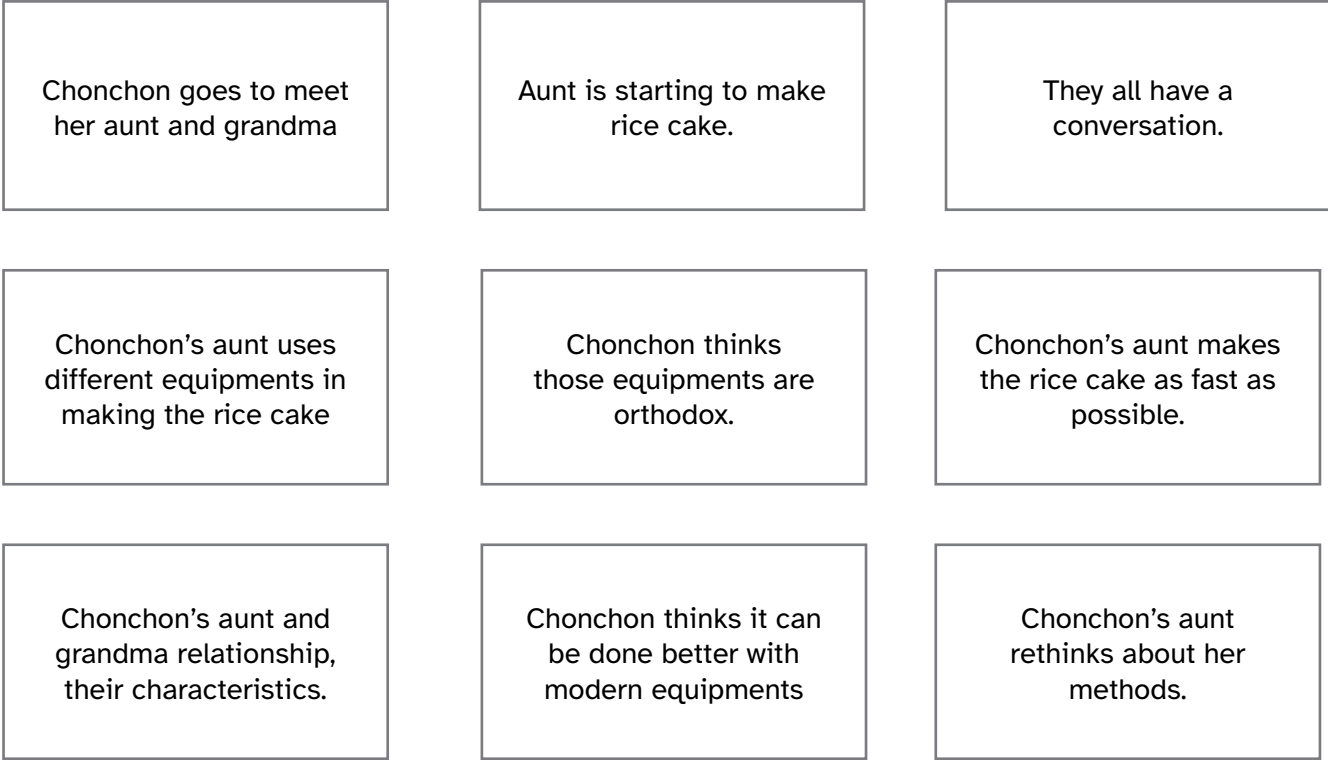 Chonchon goes to meet
her aunt and grandma
Aunt is starting to make
rice cake.
They all have a
conversation.
Chonchon’s aunt uses
different equipments in
making the rice cake
Chonchon thinks
those equipments are
orthodox.
Chonchon’s aunt makes
the rice cake as fast as
possible.
Chonchon’s aunt and
grandma relationship,
their characteristics.
Chonchon thinks it can
be done better with
modern equipments
Chonchon’s aunt
rethinks about her
methods.